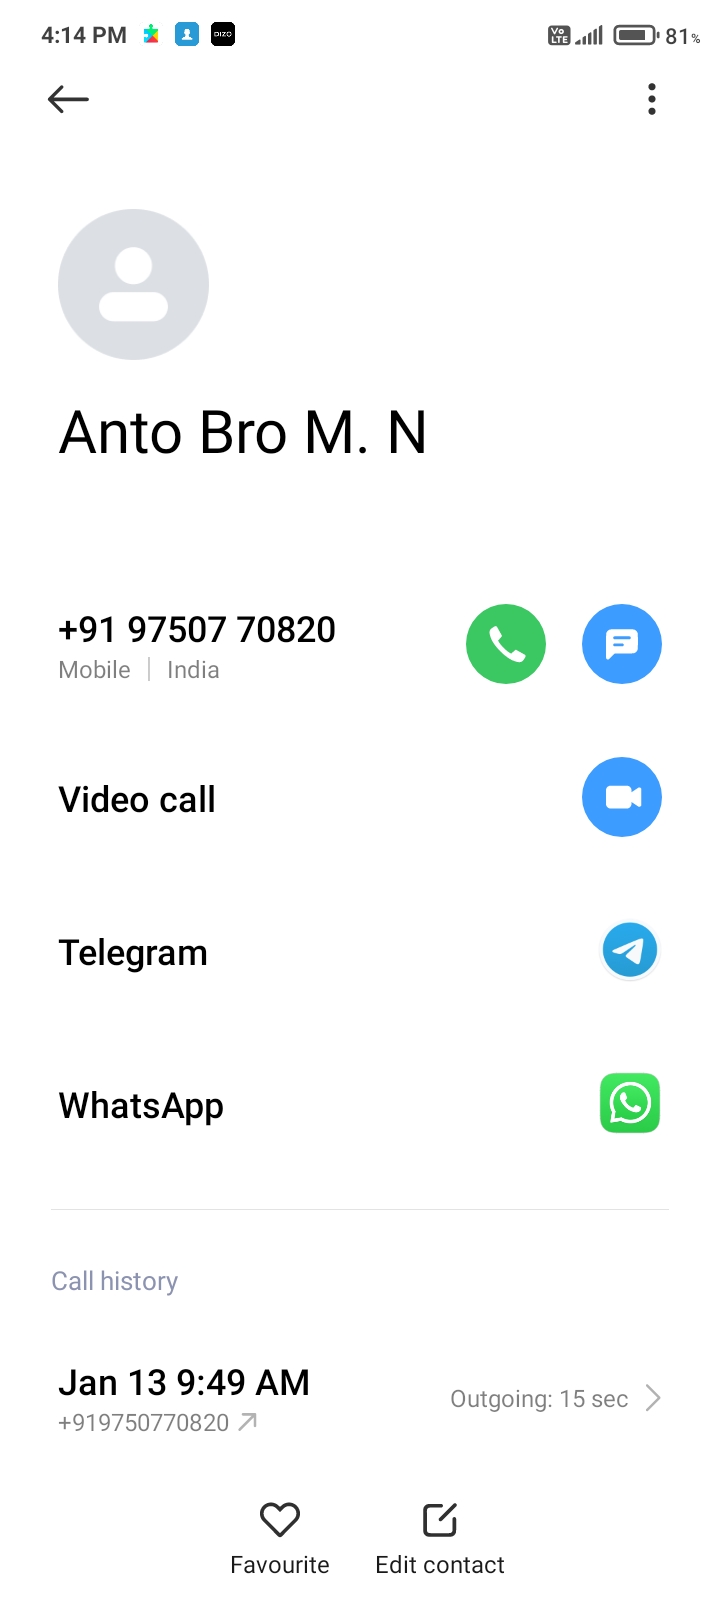 4:14 PM DIZO Vo LTE 81%
Anto Bro M. N
+91 97507 70820
Mobile | India
Video call
Telegram
WhatsApp
Call history
Jan 13 9:49 AM
Outgoing: 15 sec
+919750770820
Favourite Edit contact